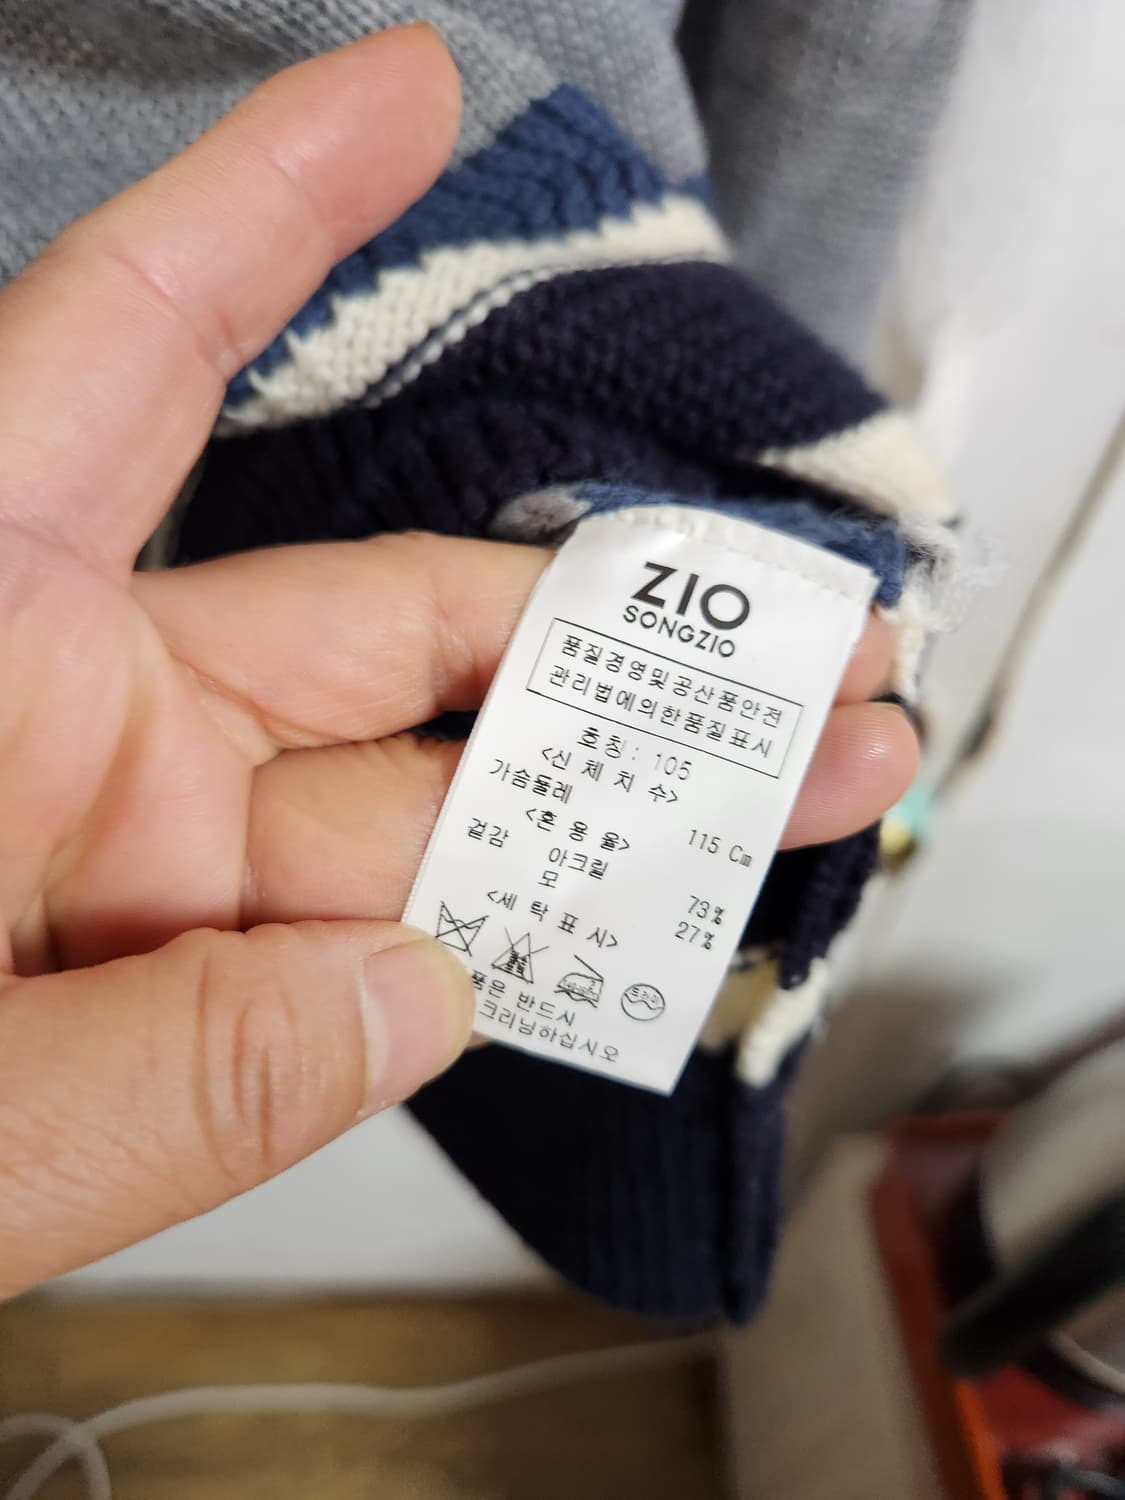 ZIO
SONGZIO
품질경영및공산품안전
관리법에의한품질표시
호칭: 105
<신 체 치 수>
가슴둘레 115 Cm
<혼 용 율>
겉감 아크릴 73%
모 27%
<세 탁 표 시>
드라이
품은 반드시
크리닝하십시오